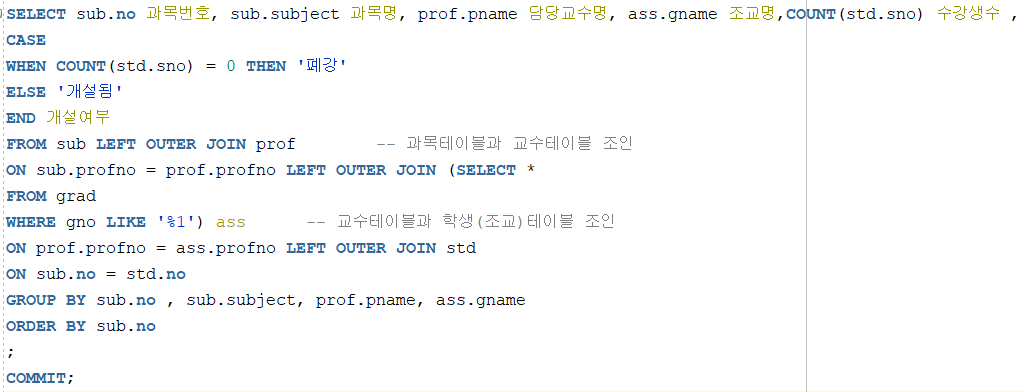 SELECT sub.no 과목번호, sub.subject 과목명, prof.pname 담당교수명, ass.gname 조교명,COUNT(std.sno) 수강생수 ,
CASE
WHEN COUNT(std.sno) = 0 THEN '폐강'
ELSE '개설됨'
END 개설여부
FROM sub LEFT OUTER JOIN prof -- 과목테이블과 교수테이블 조인
ON sub.profno = prof.profno LEFT OUTER JOIN (SELECT *
FROM grad
WHERE gno LIKE '%1') ass -- 교수테이블과 학생(조교)테이블 조인
ON prof.profno = ass.profno LEFT OUTER JOIN std
ON sub.no = std.no
GROUP BY sub.no , sub.subject, prof.pname, ass.gname
ORDER BY sub.no
;
COMMIT;